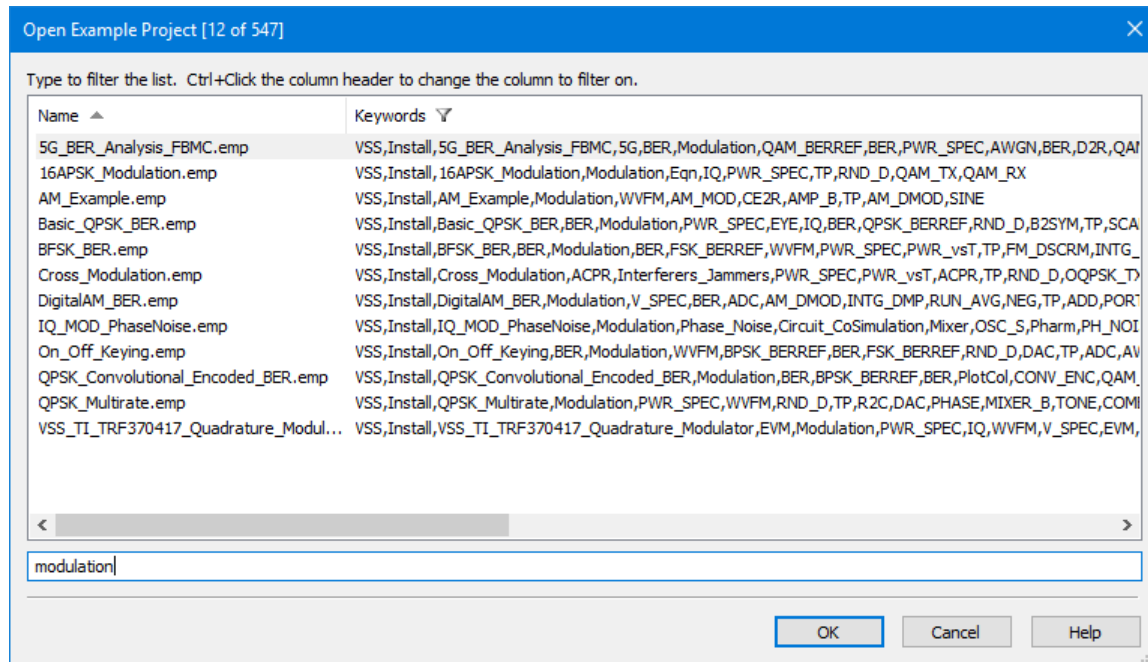 Open Example Project [12 of 547]
Type to filter the list. Ctrl+Click the column header to change the column to filter on.
Name Keywords
5G_BER_Analysis_FBMC.emp VSS,Install,5G_BER_Analysis_FBMC,5G,BER,Modulation,QAM_BERREF,BER,PWR_SPEC,AWGN,BER,D2R,
16APSK_Modulation.emp VSS,Install,16APSK_Modulation,Modulation,Eqn,IQ,PWR_SPEC,TP,RND_D,QAM_TX,QAM_RX
AM_Example.emp VSS,Install,AM_Example,Modulation,WVFM,AM_MOD,CE2R,AMP_B,TP,AM_DMOD,SINE
Basic_QPSK_BER.emp VSS,Install,Basic_QPSK_BER,BER,Modulation,PWR_SPEC,EYE,IQ,BER,QPSK_BERREF,RND_D,B2SYM,TP,SCA
BFSK_BER.emp VSS,Install,BFSK_BER,BER,Modulation,BER,FSK_BERREF,WVFM,PWR_SPEC,PWR_vsT,TP,FM_DSCRM,INTG_
Cross_Modulation.emp VSS,Install,Cross_Modulation,ACPR,Interferers_Jammers,PWR_SPEC,PWR_vsT,ACPR,TP,RND_D,OQPSK_TX
DigitalAM_BER.emp VSS,Install,DigitalAM_BER,Modulation,V_SPEC,BER,ADC,AM_DMOD,INTG_DMP,RUN_AVG,NEG,TP,ADD,PORT
IQ_MOD_PhaseNoise.emp VSS,Install,IQ_MOD_PhaseNoise,Modulation,Phase_Noise,Circuit_CoSimulation,Mixer,OSC_S,Pharm,PH_NOI
On_Off_Keying.emp VSS,Install,On_Off_Keying,BER,Modulation,WVFM,BPSK_BERREF,BER,FSK_BERREF,RND_D,DAC,TP,ADC,
QPSK_Convolutional_Encoded_BER.emp VSS,Install,QPSK_Convolutional_Encoded_BER,Modulation,BER,BPSK_BERREF,BER,PlotCol,CONV_ENC,QAM_
QPSK_Multirate.emp VSS,Install,QPSK_Multirate,Modulation,PWR_SPEC,WVFM,RND_D,TP,R2C,DAC,PHASE,MIXER_B,TONE,
VSS_TI_TRF370417_Quadrature_Modul... VSS,Install,VSS_TI_TRF370417_Quadrature_Modulator,EVM,Modulation,PWR_SPEC,IQ,WVFM,V_SPEC,EVM,
modulation
OK Cancel Help